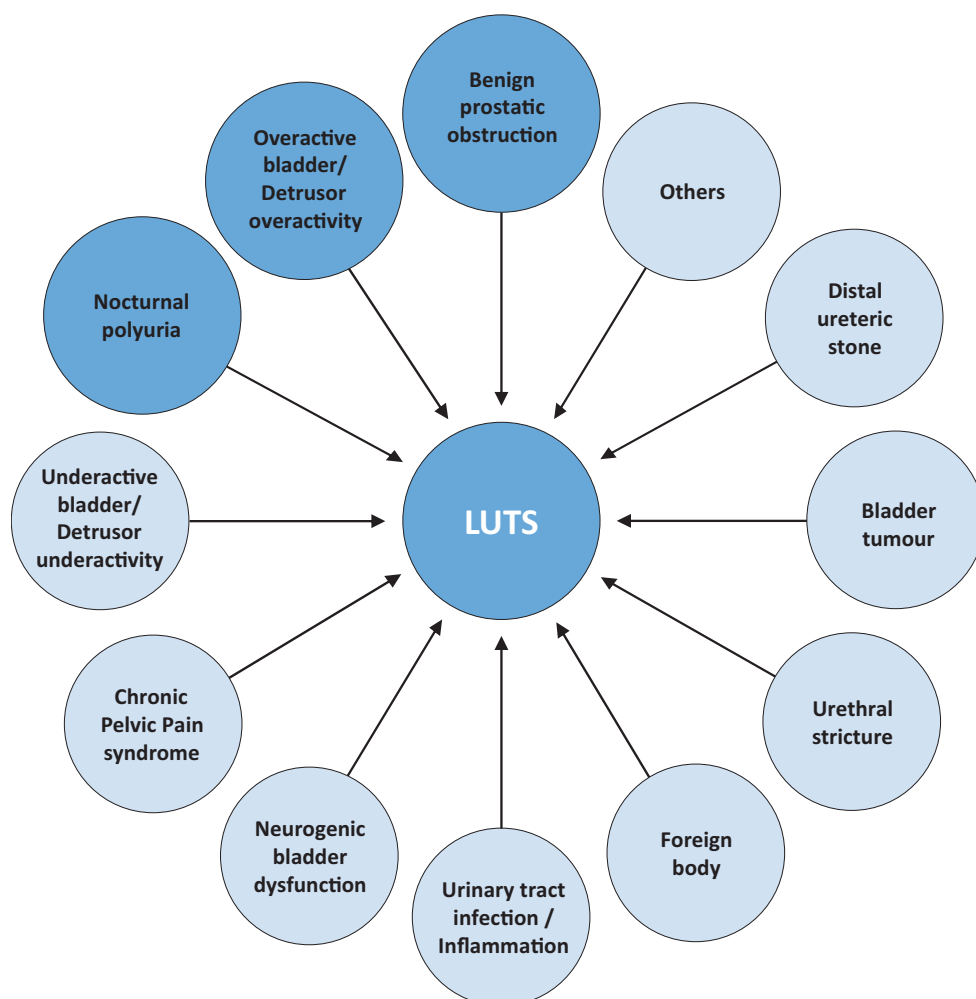 Benign
prostatic
obstruction
Others
Distal
ureteric
stone
Bladder
tumour
Urethral
stricture
Foreign
body
Urinary tract
infection /
Inflammation
Neurogenic
bladder
dysfunction
Chronic
Pelvic Pain
syndrome
Underactive
bladder/
Detrusor
underactivity
Nocturnal
polyuria
Overactive
bladder/
Detrusor
overactivity
LUTS